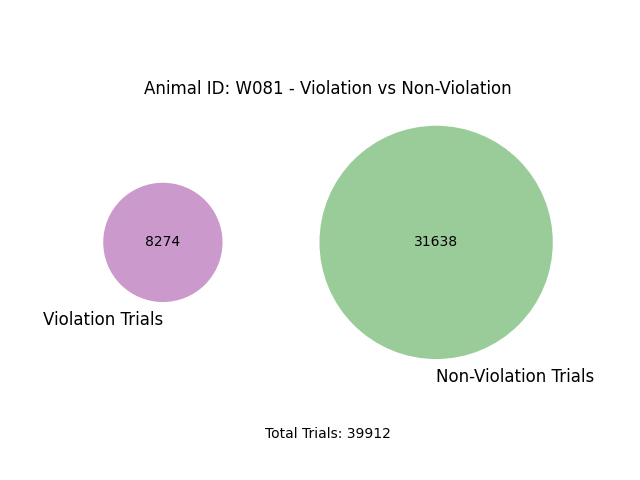 Animal ID: W081 - Violation vs Non-Violation
8274
31638
Violation Trials
Non-Violation Trials
Total Trials: 39912